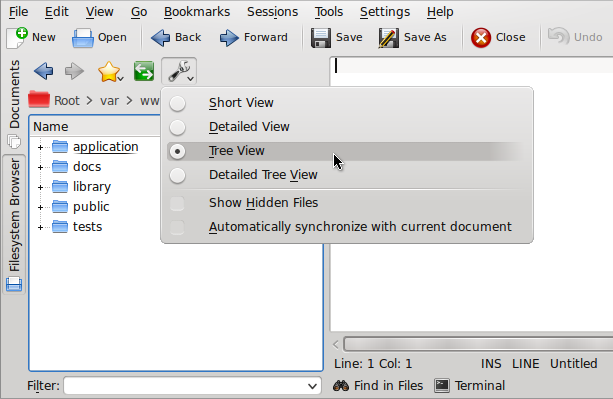 File Edit View Go Bookmarks Sessions Tools Settings Help
New Open Back Forward Save Save As Close Undo
Documents
Filesystem Browser
Root > var > ww
Name
application
docs
library
public
tests
Short View
Detailed View
Tree View
Detailed Tree View
Show Hidden Files
Automatically synchronize with current document
Line: 1 Col: 1 INS LINE Untitled
Filter: Find in Files Terminal